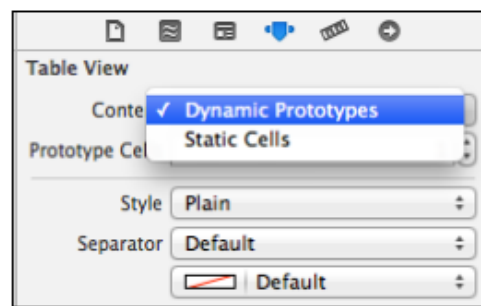 Table View
Conte ✓ Dynamic Prototypes
Static Cells
Prototype Cel
Style Plain
Separator Default
Default